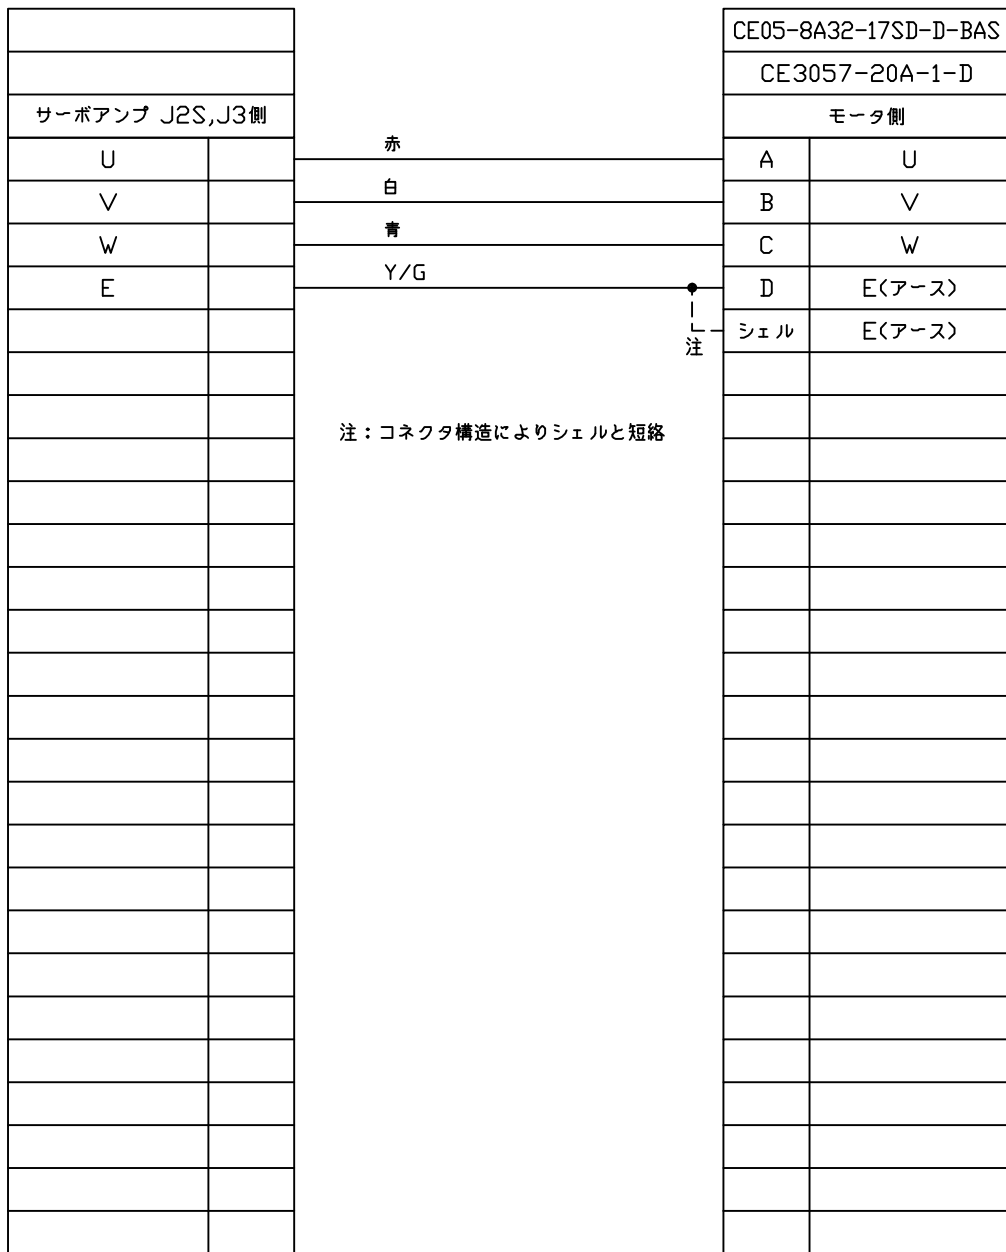 CE05-8A32-17SD-D-BAS
CE3057-20A-1-D
サーボアンプ J2S,J3側
モータ側
U 赤 A U
V 白 B V
W 青 C W
E Y/G D E(アース)
シェル E(アース)
注
注：コネクタ構造によりシェルと短絡